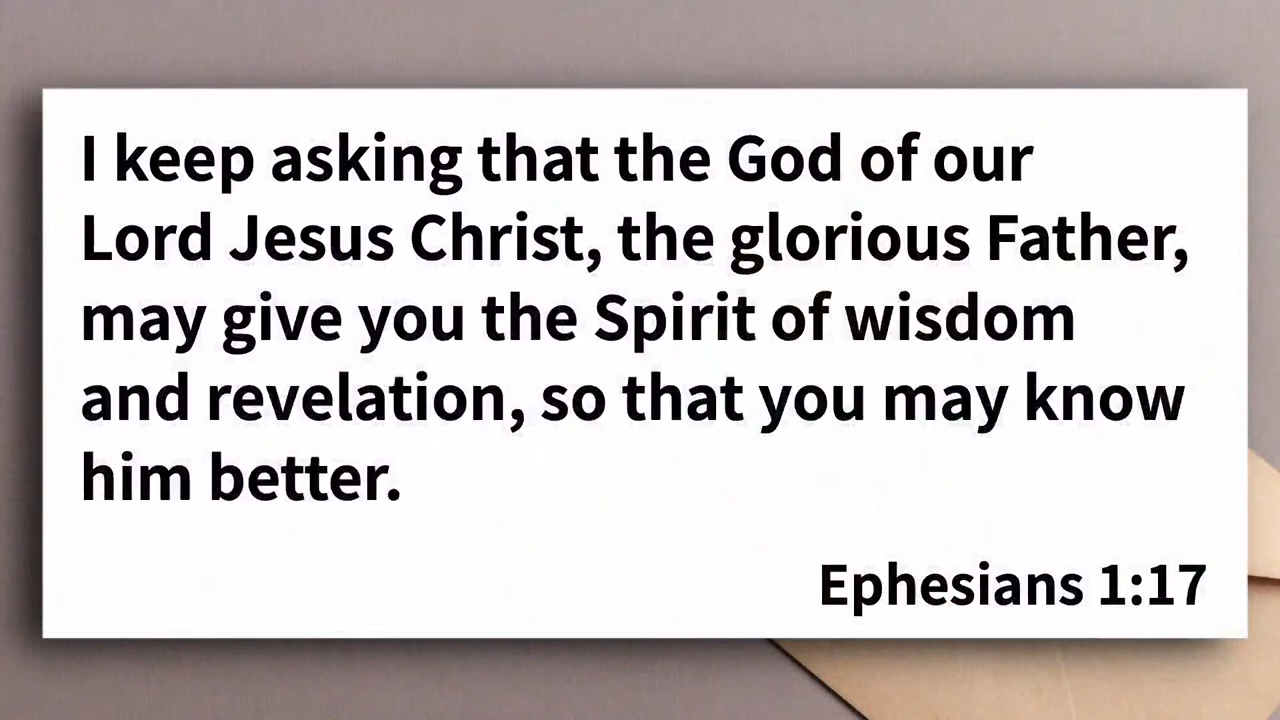 I keep asking that the God of our
Lord Jesus Christ, the glorious Father,
may give you the Spirit of wisdom
and revelation, so that you may know
him better.
Ephesians 1:17